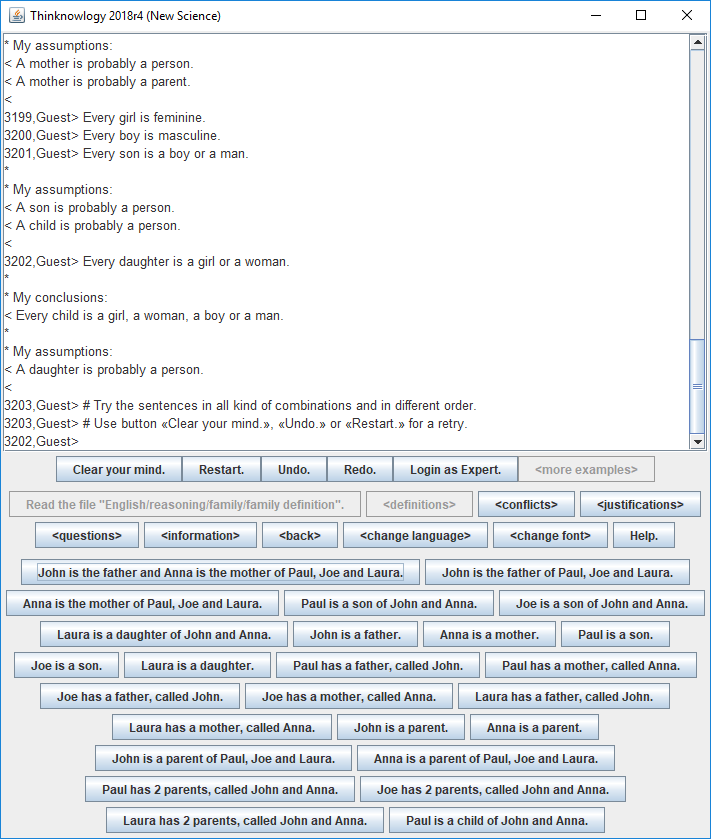 Thinknowlogy 2018r4 (New Science)
* My assumptions:
< A mother is probably a person.
< A mother is probably a parent.
<
3199,Guest> Every girl is feminine.
3200,Guest> Every boy is masculine.
3201,Guest> Every son is a boy or a man.
*
* My assumptions:
< A son is probably a person.
< A child is probably a person.
<
3202,Guest> Every daughter is a girl or a woman.
*
* My conclusions:
< Every child is a girl, a woman, a boy or a man.
*
* My assumptions:
< A daughter is probably a person.
<
3203,Guest> # Try the sentences in all kind of combinations and in different order.
3203,Guest> # Use button «Clear your mind.», «Undo.» or «Restart.» for a retry.
3202,Guest>
Clear your mind. Restart. Undo. Redo. Login as Expert. <more examples>
Read the file "English/reasoning/family/family definition". <definitions> <conflicts> <justifications>
<questions> <information> <back> <change language> <change font> Help.
John is the father and Anna is the mother of Paul, Joe and Laura. John is the father of Paul, Joe and Laura.
Anna is the mother of Paul, Joe and Laura. Paul is a son of John and Anna. Joe is a son of John and Anna.
Laura is a daughter of John and Anna. John is a father. Anna is a mother. Paul is a son.
Joe is a son. Laura is a daughter. Paul has a father, called John. Paul has a mother, called Anna.
Joe has a father, called John. Joe has a mother, called Anna. Laura has a father, called John.
Laura has a mother, called Anna. John is a parent. Anna is a parent.
John is a parent of Paul, Joe and Laura. Anna is a parent of Paul, Joe and Laura.
Paul has 2 parents, called John and Anna. Joe has 2 parents, called John and Anna.
Laura has 2 parents, called John and Anna. Paul is a child of John and Anna.